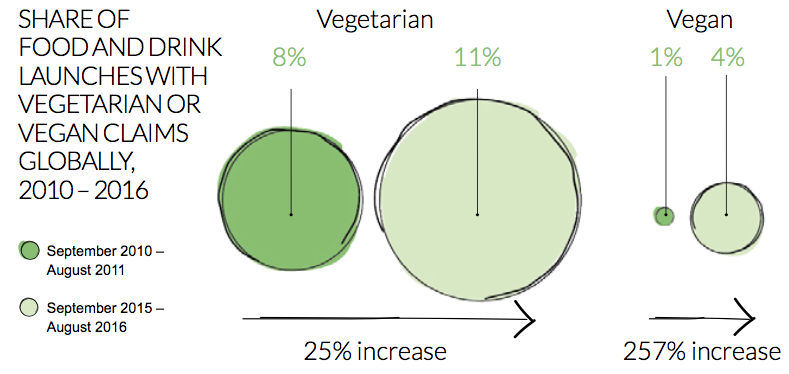 SHARE OF
FOOD AND DRINK
LAUNCHES WITH
VEGETARIAN OR
VEGAN CLAIMS
GLOBALLY,
2010 – 2016
September 2010 –
August 2011
September 2015 –
August 2016
Vegetarian
8%
11%
25% increase
Vegan
1%
4%
257% increase